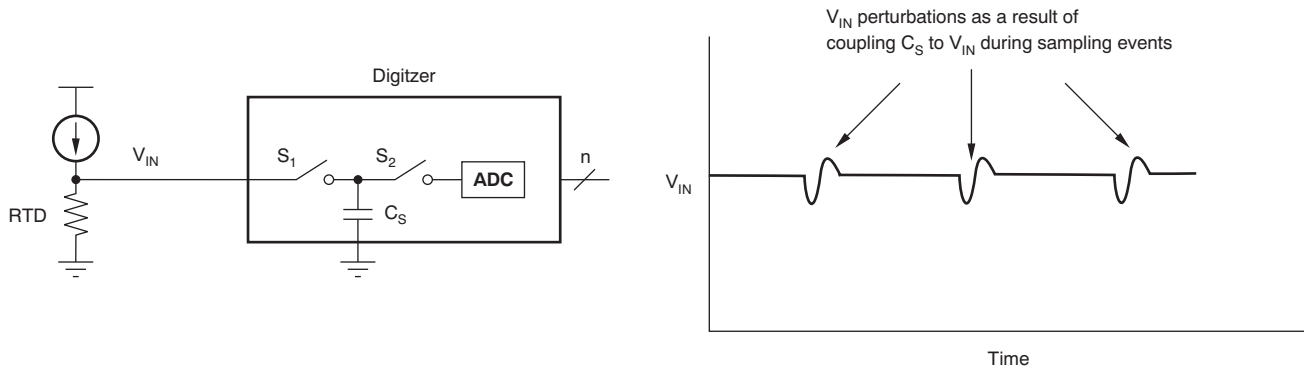 V_IN perturbations as a result of
coupling C_S to V_IN during sampling events
Digitzer
V_IN
S_1
S_2
n
ADC
RTD
C_S
V_IN
Time